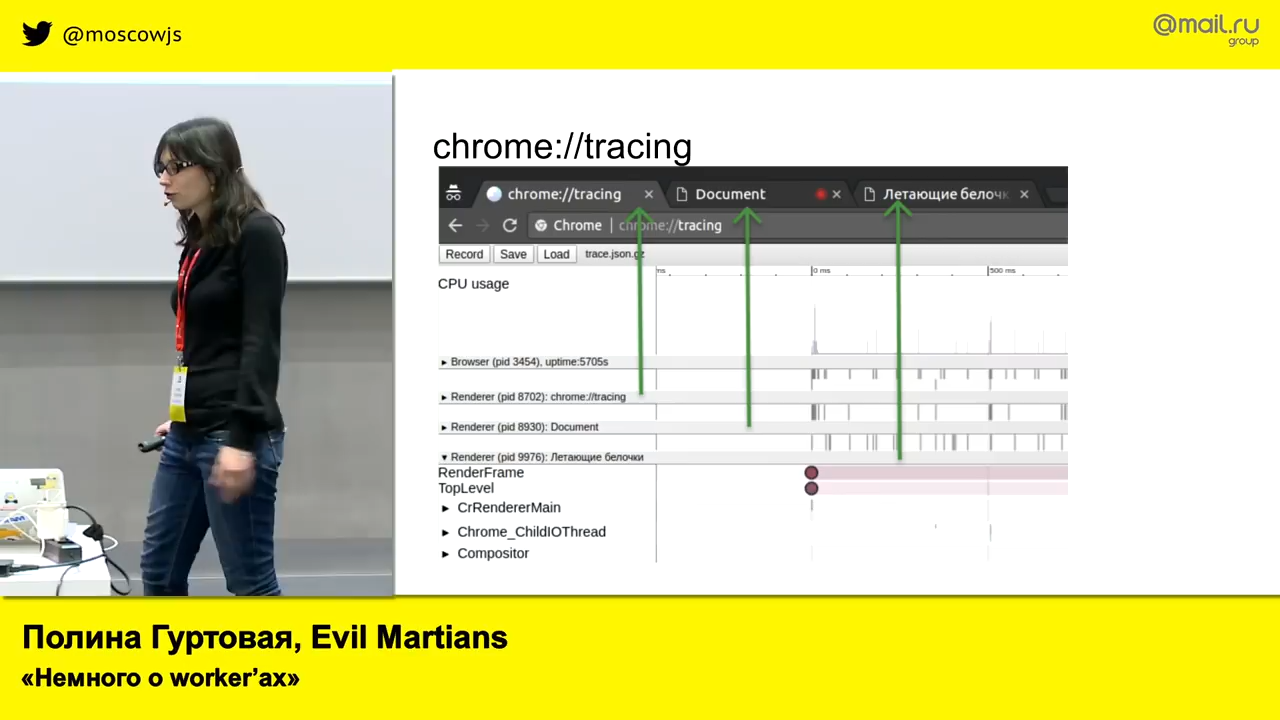 @moscowjs
@mail.ru
group
chrome://tracing
chrome://tracing
Document
Летающие белочк
Chrome | chrome://tracing
Record Save Load trace.json.gz
ms 0 ms 500 ms
CPU usage
Browser (pid 3454), uptime:5705s
Renderer (pid 8702): chrome://tracing
Renderer (pid 8930): Document
Renderer (pid 9976): Летающие белочки
RenderFrame
TopLevel
CrRendererMain
Chrome_ChildIOThread
Compositor
Полина Гуртовая, Evil Martians
«Немного о worker’ах»